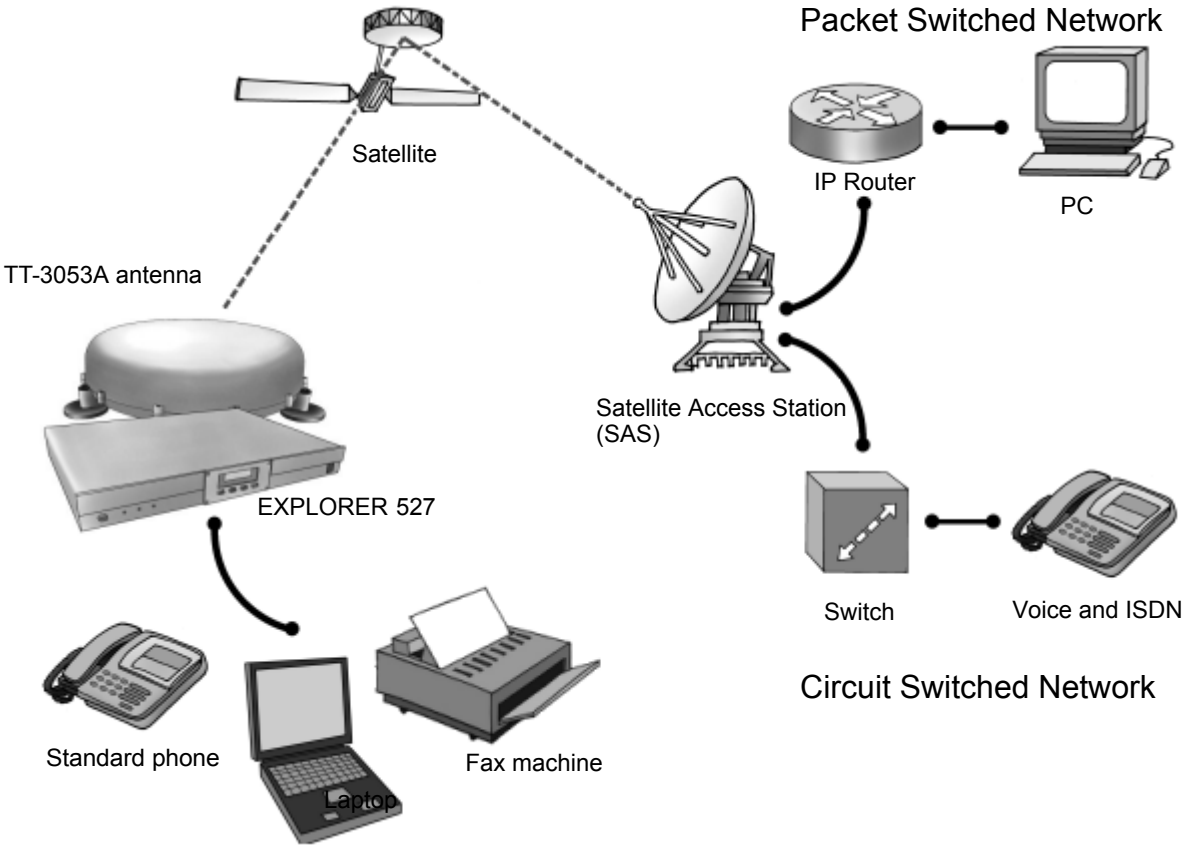 Packet Switched Network
Satellite
IP Router
PC
TT-3053A antenna
Satellite Access Station
(SAS)
EXPLORER 527
Switch
Voice and ISDN
Circuit Switched Network
Standard phone
Laptop
Fax machine